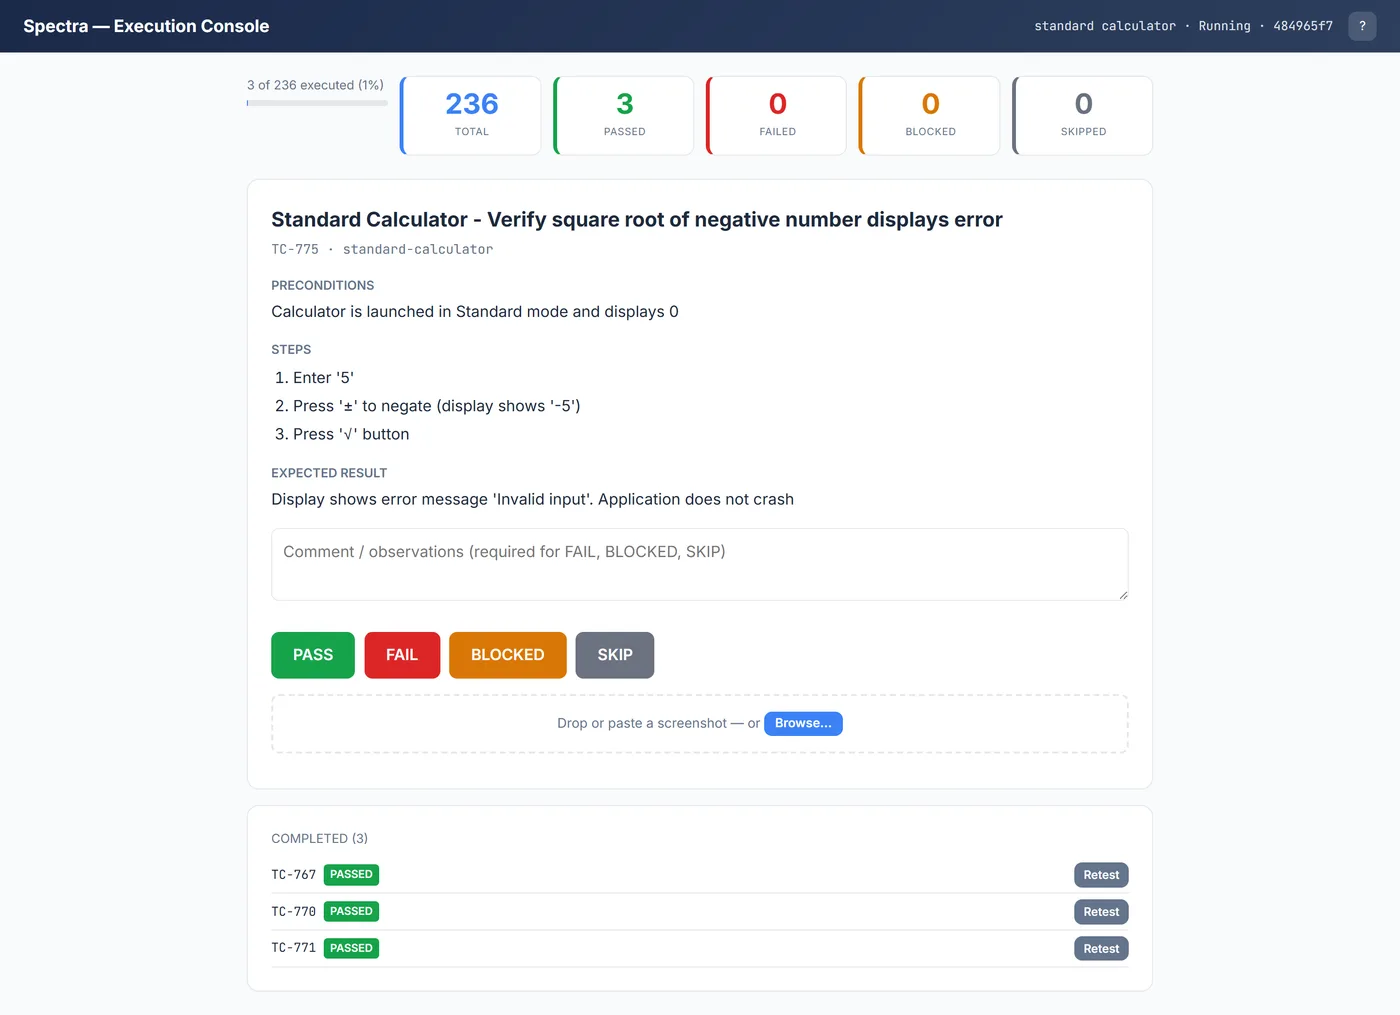 Spectra — Execution Console
standard calculator · Running · 484965f7
?
3 of 236 executed (1%)
236
TOTAL
3
PASSED
0
FAILED
0
BLOCKED
0
SKIPPED
Standard Calculator - Verify square root of negative number displays error
TC-775 · standard-calculator
PRECONDITIONS
Calculator is launched in Standard mode and displays 0
STEPS
1. Enter '5'
2. Press '±' to negate (display shows '-5')
3. Press '√' button
EXPECTED RESULT
Display shows error message 'Invalid input'. Application does not crash
Comment / observations (required for FAIL, BLOCKED, SKIP)
PASS FAIL BLOCKED SKIP
Drop or paste a screenshot — or Browse...
COMPLETED (3)
TC-767 PASSED Retest
TC-770 PASSED Retest
TC-771 PASSED Retest